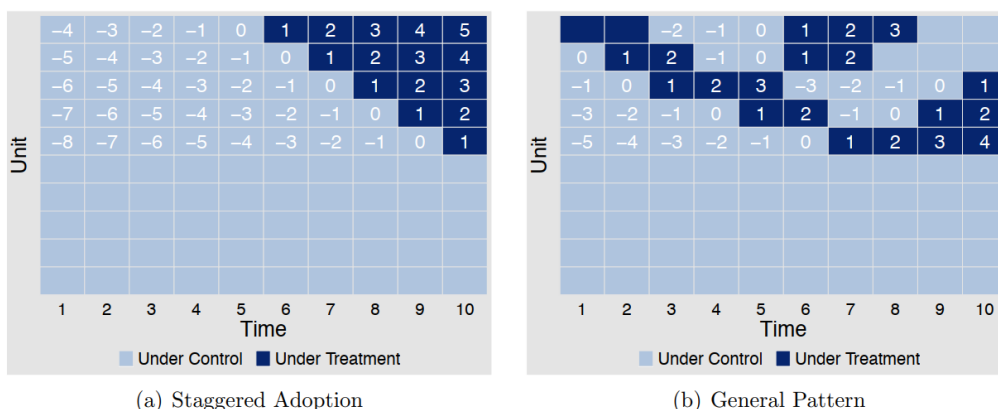 −4 −3 −2 −1 0 1 2 3 4 5
−5 −4 −3 −2 −1 0 1 2 3 4
−6 −5 −4 −3 −2 −1 0 1 2 3
−7 −6 −5 −4 −3 −2 −1 0 1 2
−8 −7 −6 −5 −4 −3 −2 −1 0 1
Unit
1 2 3 4 5 6 7 8 9 10
Time
Under Control Under Treatment
(a) Staggered Adoption
−2 −1 0 1 2 3
0 1 2 −1 0 1 2
−1 0 1 2 3 −3 −2 −1 0 1
−3 −2 −1 0 1 2 −1 0 1 2
−5 −4 −3 −2 −1 0 1 2 3 4
Unit
1 2 3 4 5 6 7 8 9 10
Time
Under Control Under Treatment
(b) General Pattern